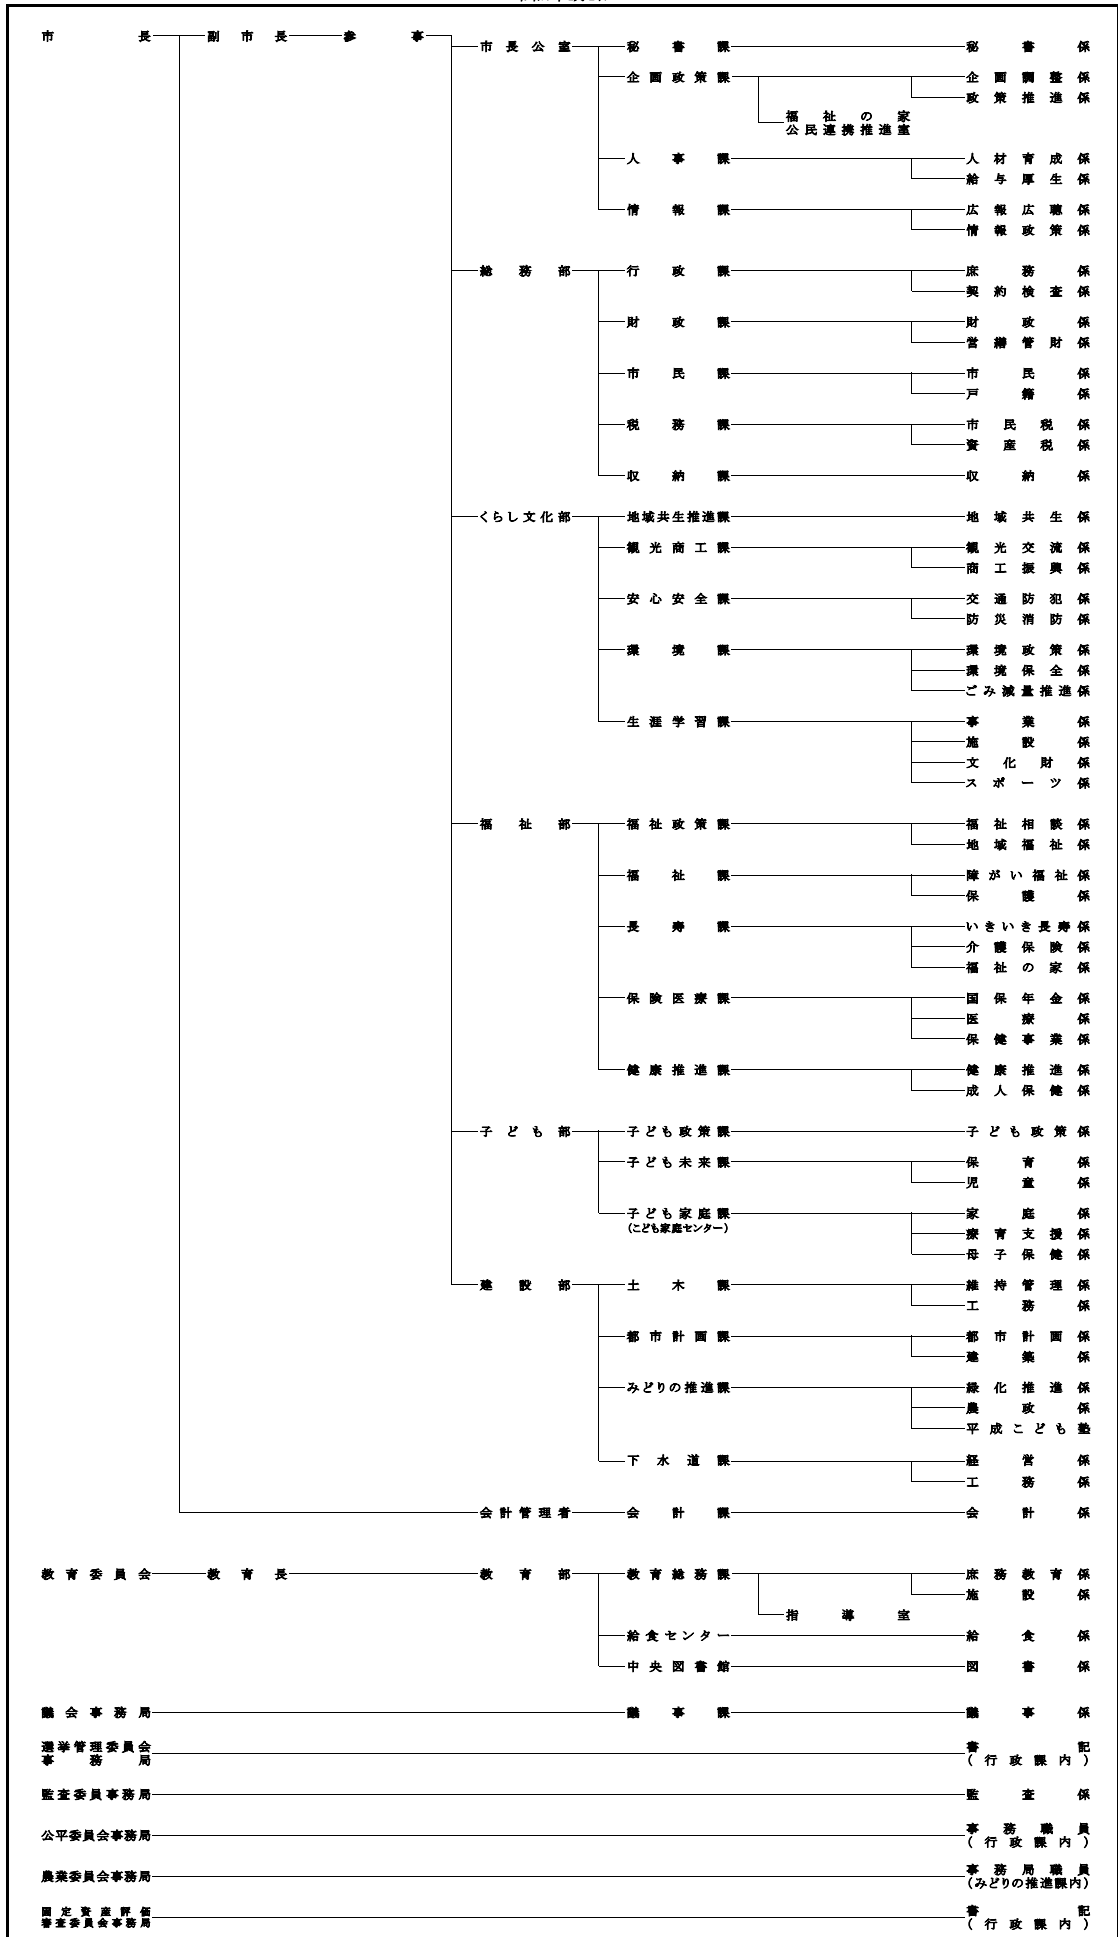 市長 副市長 参事
市長公室 秘書課 秘書係
企画政策課 企画調整係
政策推進係
福祉の家
公民連携推進室
人事課 人材育成係
給与厚生係
情報課 広報広聴係
情報政策係
総務部 行政課 庶務係
契約検査係
財政課 財政係
営繕管財係
市民課 市民係
戸籍係
税務課 市民税係
資産税係
収納課 収納係
くらし文化部 地域共生推進課 地域共生係
観光商工課 観光交流係
商工振興係
安心安全課 交通防犯係
防災消防係
環境課 環境政策係
環境保全係
ごみ減量推進係
生涯学習課 事業係
施設係
文化財係
スポーツ係
福祉部 福祉政策課 福祉相談係
地域福祉係
福祉課 障がい福祉係
保護係
長寿課 いきいき長寿係
介護保険係
福祉の家係
保険医療課 国保年金係
医療係
保健事業係
健康推進課 健康推進係
成人保健係
子ども部 子ども政策課 子ども政策係
子ども未来課 保育係
児童係
子ども家庭課 家庭係
(こども家庭センター)
療育支援係
母子保健係
建設部 土木課 維持管理係
工務係
都市計画課 都市計画係
建築係
みどりの推進課 緑化推進係
農政係
平成こども塾
下水道課 経営係
工務係
会計管理者 会計課 会計係
教育委員会 教育長 教育部 教育総務課 庶務教育係
施設係
指導室
給食センター 給食係
中央図書館 図書係
議会事務局 議事課 議事係
選挙管理委員会 書記
事務局 (行政課内)
監査委員事務局 監査係
公平委員会事務局 事務職員
(行政課内)
農業委員会事務局 事務局職員
(みどりの推進課内)
固定資産評価 書記
審査委員会事務局 (行政課内)